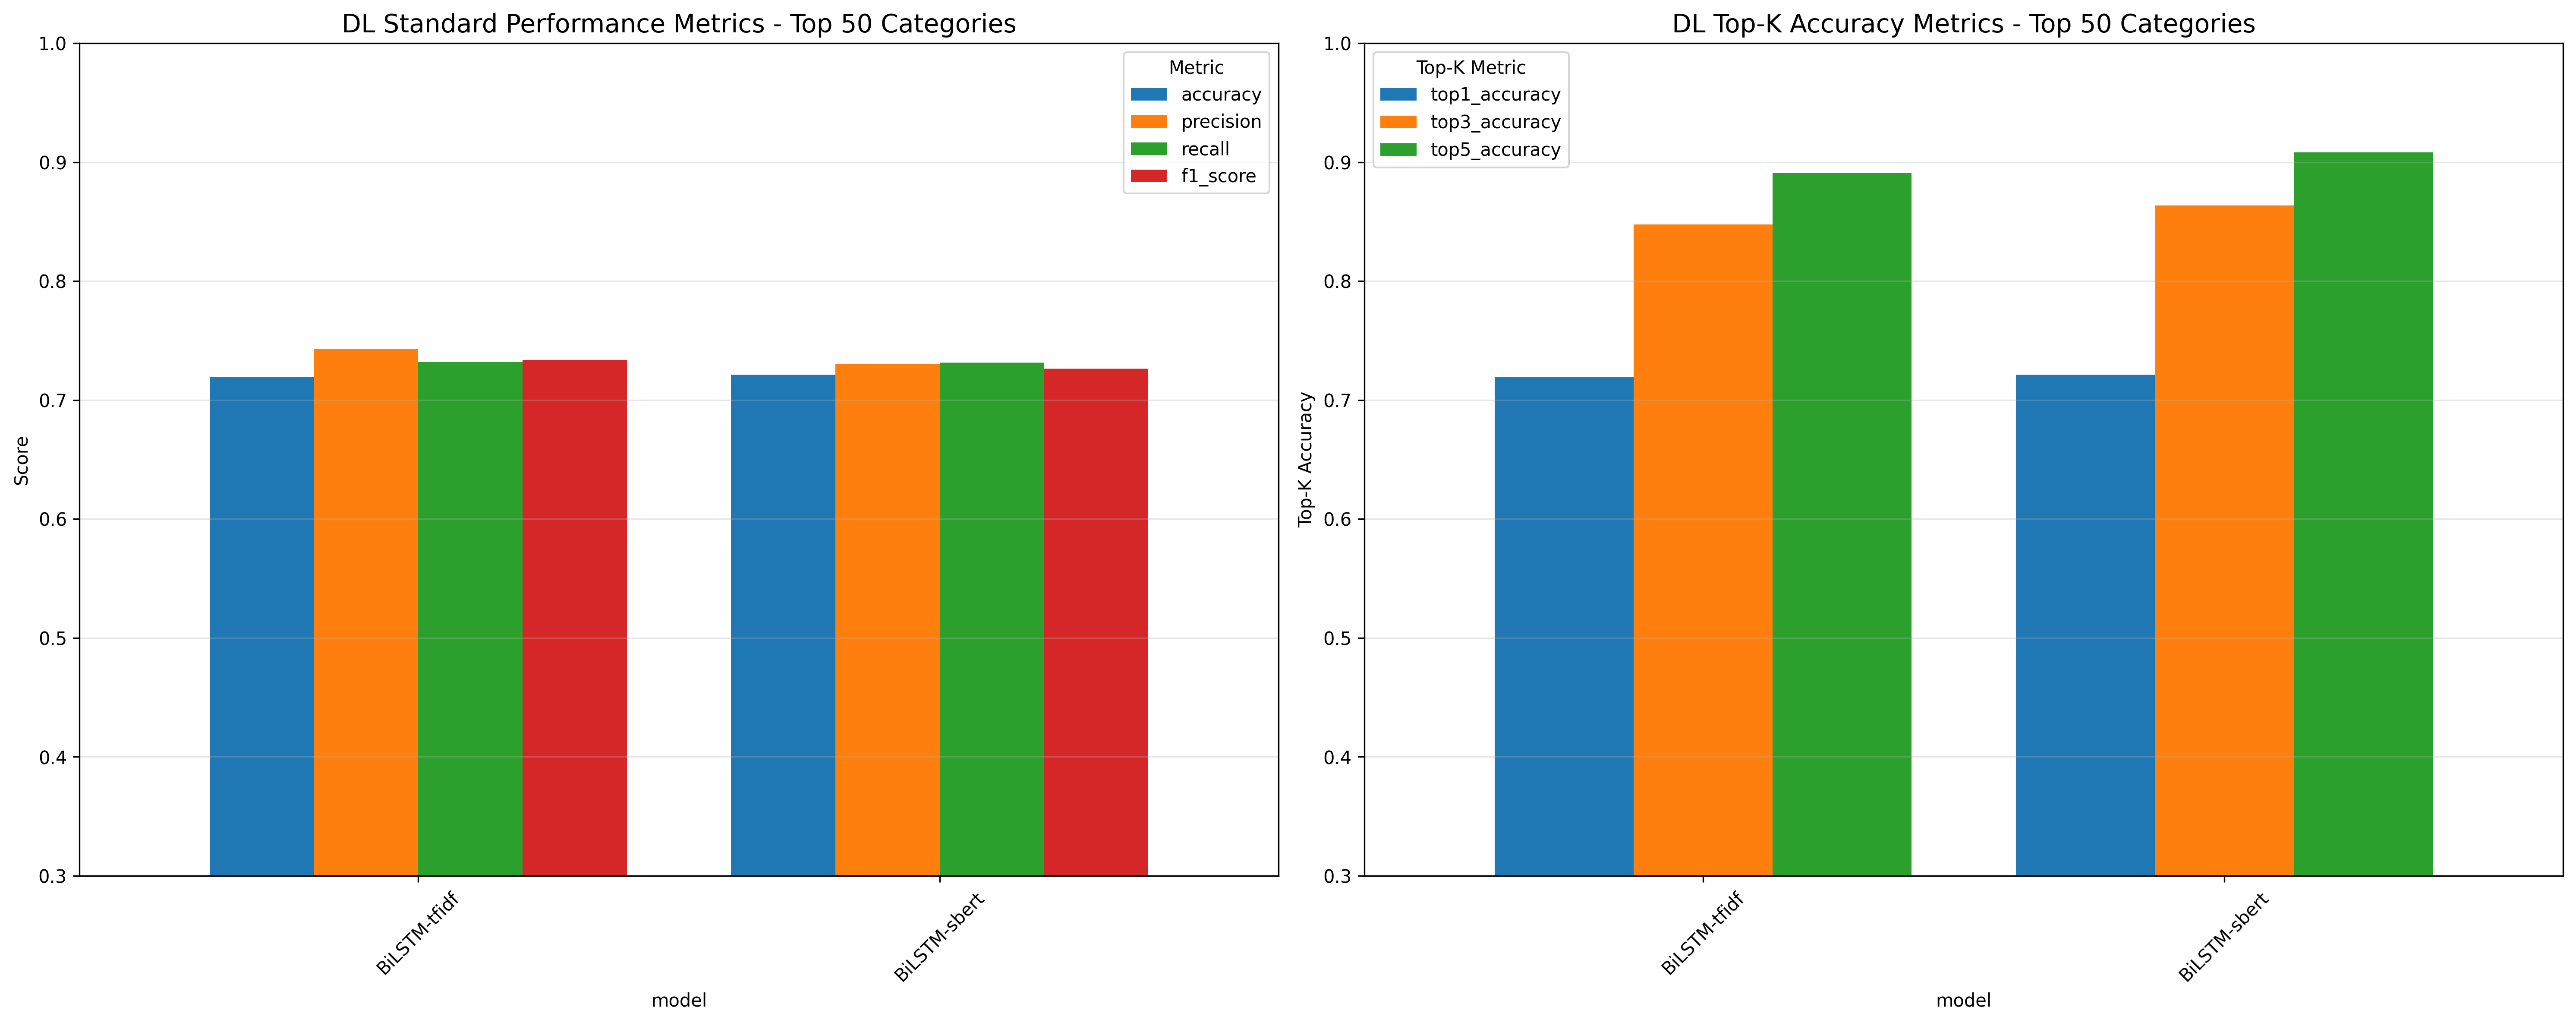 DL Standard Performance Metrics - Top 50 Categories
1.0
0.9
0.8
0.7
0.6
0.5
0.4
0.3
Score
Metric
accuracy
precision
recall
f1_score
BiLSTM-tfidf
BiLSTM-sbert
model
DL Top-K Accuracy Metrics - Top 50 Categories
1.0
0.9
0.8
0.7
0.6
0.5
0.4
0.3
Top-K Accuracy
Top-K Metric
top1_accuracy
top3_accuracy
top5_accuracy
BiLSTM-tfidf
BiLSTM-sbert
model